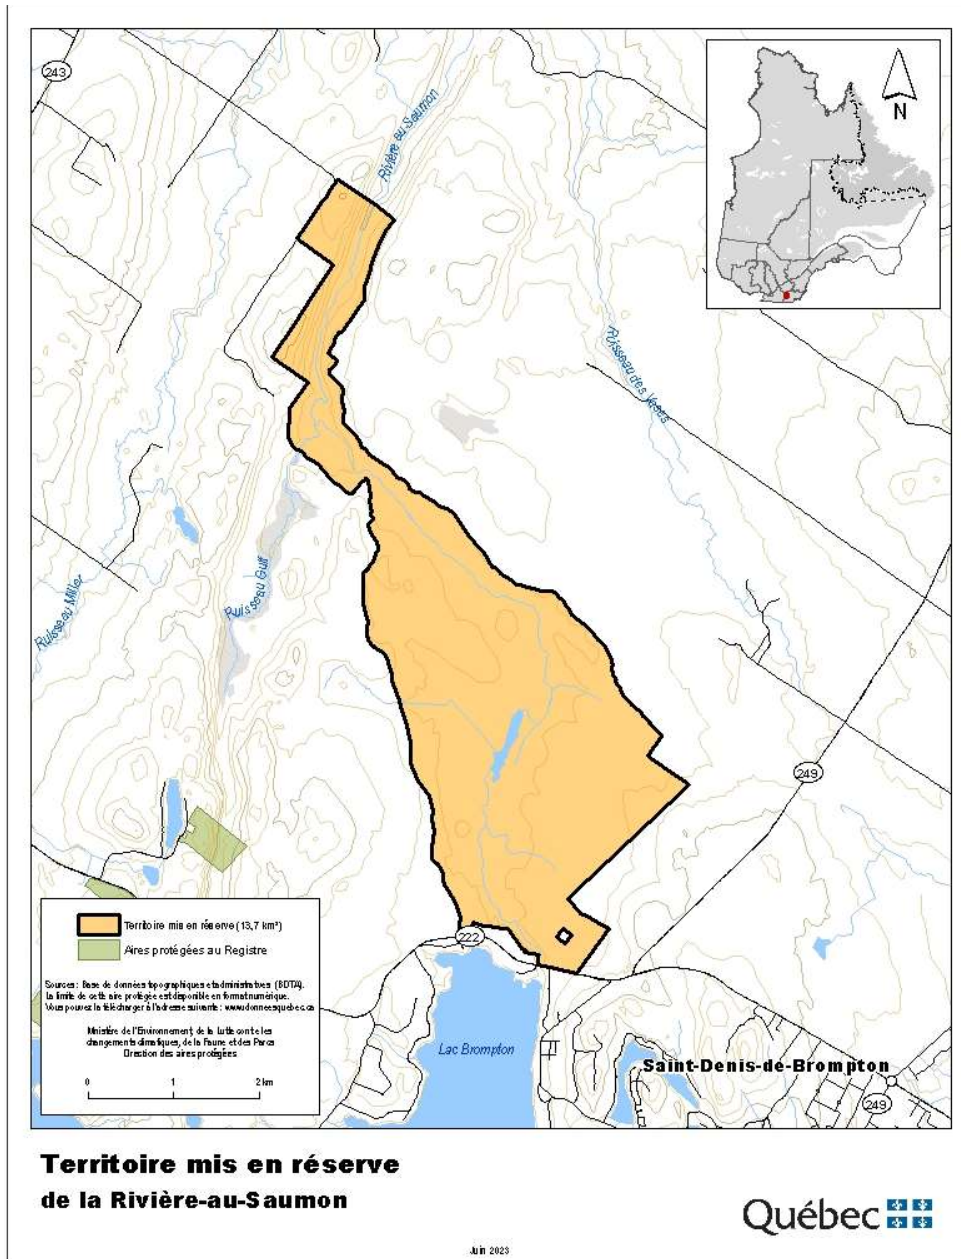 243
Rivière au Saumon
N
Ruisseau des Vases
Ruisseau Gulf
Ruisseau Miller
249
Territoire mis en réserve (13,7 km²)
Aires protégées au Registre
Sources : Base de données topographiques et administratives (BDTA).
La limite de cette aire protégée est disponible en format numérique.
Vous pouvez la télécharger à l'adresse suivante : www.donneesquebec.ca
Ministère de l'Environnement, de la Lutte contre les
changements climatiques, de la Faune et des Parcs
Direction des aires protégées
0 1 2 km
222
Lac Brompton
Saint-Denis-de-Brompton
249
Territoire mis en réserve
de la Rivière-au-Saumon
Québec
Juin 2023